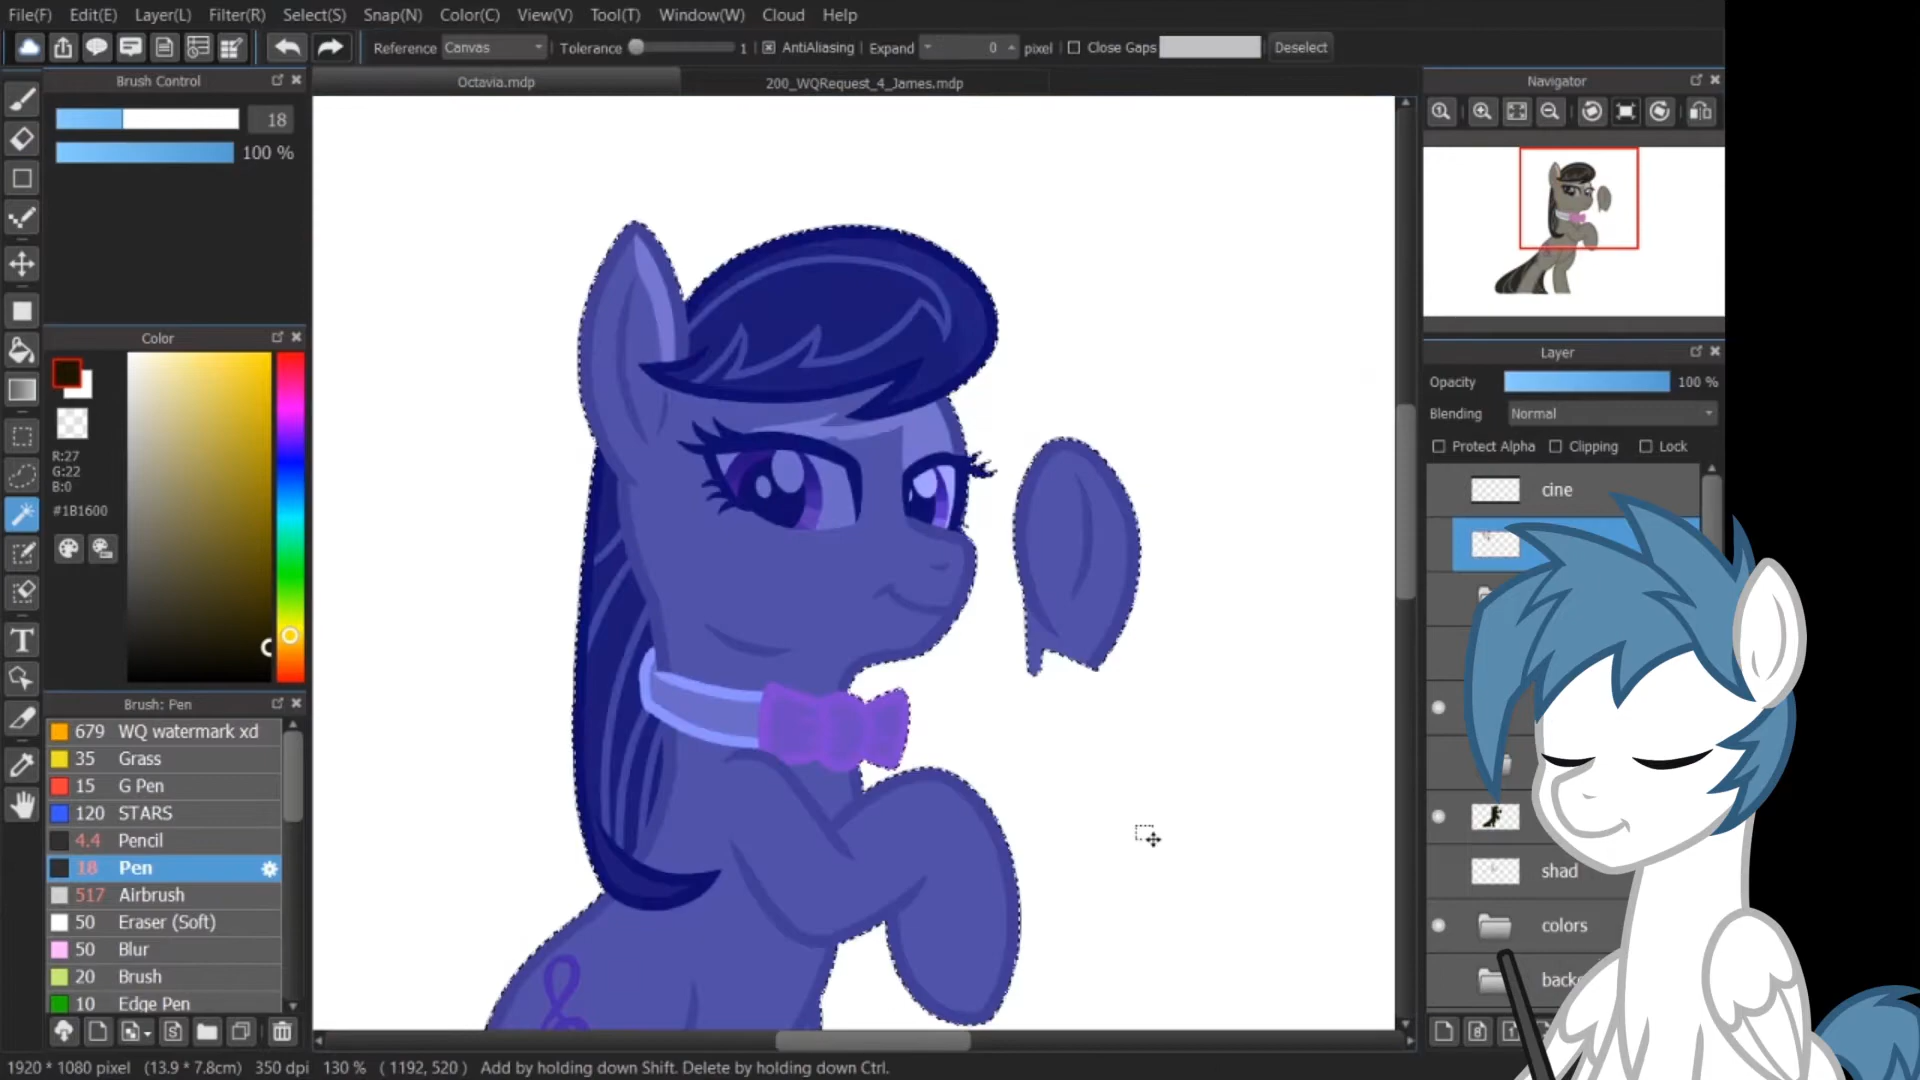 File(F) Edit(E) Layer(L) Filter(R) Select(S) Snap(N) Color(C) View(V) Tool(T) Window(W) Cloud Help
Reference Canvas Tolerance 1 AntiAliasing Expand 0 pixel Close Gaps Deselect
Brush Control
Octavia.mdp
200_WQRequest_4_James.mdp
Navigator
18
100 %
Color
R:27
G:22
B:0
#1B1600
Brush: Pen
679 WQ watermark xd
35 Grass
15 G Pen
120 STARS
4.4 Pencil
18 Pen
517 Airbrush
50 Eraser (Soft)
50 Blur
20 Brush
10 Edge Pen
Layer
Opacity 100 %
Blending Normal
Protect Alpha Clipping Lock
cine
shad
colors
1920 * 1080 pixel (13.9 * 7.8cm) 350 dpi 130 % ( 1192, 520 ) Add by holding down Shift. Delete by holding down Ctrl.